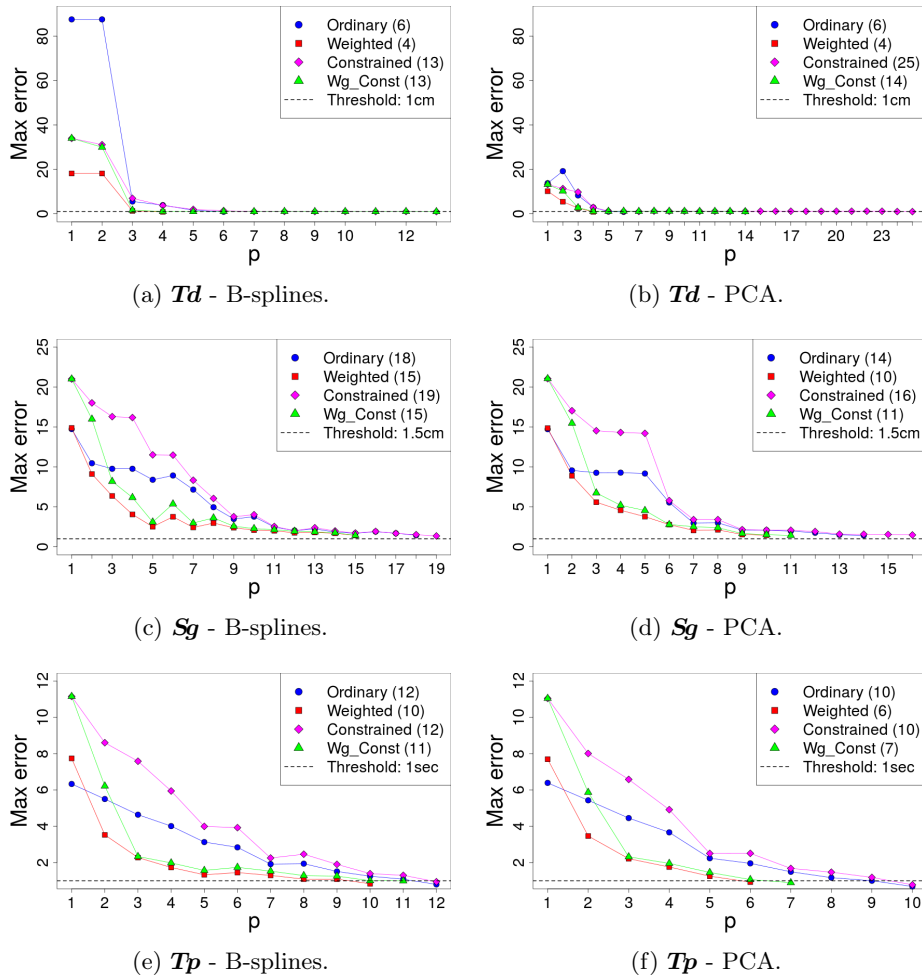 Max error
0 20 40 60 80
1 2 3 4 5 6 7 8 9 10 12
p
Ordinary (6)
Weighted (4)
Constrained (13)
Wg_Const (13)
Threshold: 1cm
(a) Td - B-splines.
Max error
0 20 40 60 80
1 3 5 7 9 11 14 17 20 23
p
Ordinary (6)
Weighted (4)
Constrained (25)
Wg_Const (14)
Threshold: 1cm
(b) Td - PCA.
Max error
0 5 10 15 20 25
1 2 3 4 5 6 7 8 9 11 13 15 17 19
p
Ordinary (18)
Weighted (15)
Constrained (19)
Wg_Const (15)
Threshold: 1.5cm
(c) Sg - B-splines.
Max error
0 5 10 15 20 25
1 2 3 4 5 6 7 8 9 11 13 15
p
Ordinary (14)
Weighted (10)
Constrained (16)
Wg_Const (11)
Threshold: 1.5cm
(d) Sg - PCA.
Max error
2 4 6 8 10 12
1 2 3 4 5 6 7 8 9 10 11 12
p
Ordinary (12)
Weighted (10)
Constrained (12)
Wg_Const (11)
Threshold: 1sec
(e) Tp - B-splines.
Max error
2 4 6 8 10 12
1 2 3 4 5 6 7 8 9 10
p
Ordinary (10)
Weighted (6)
Constrained (10)
Wg_Const (7)
Threshold: 1sec
(f) Tp - PCA.